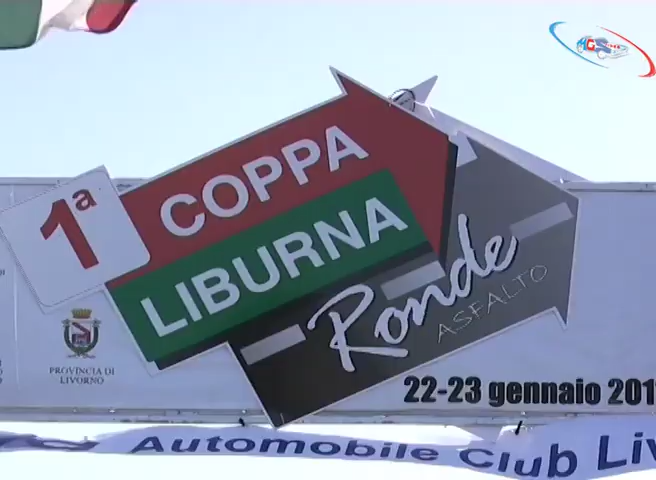 1ª
COPPA
LIBURNA
Ronde
ASFALTO
PROVINCIA DI
LIVORNO
22-23 gennaio 201
Automobile Club Liv